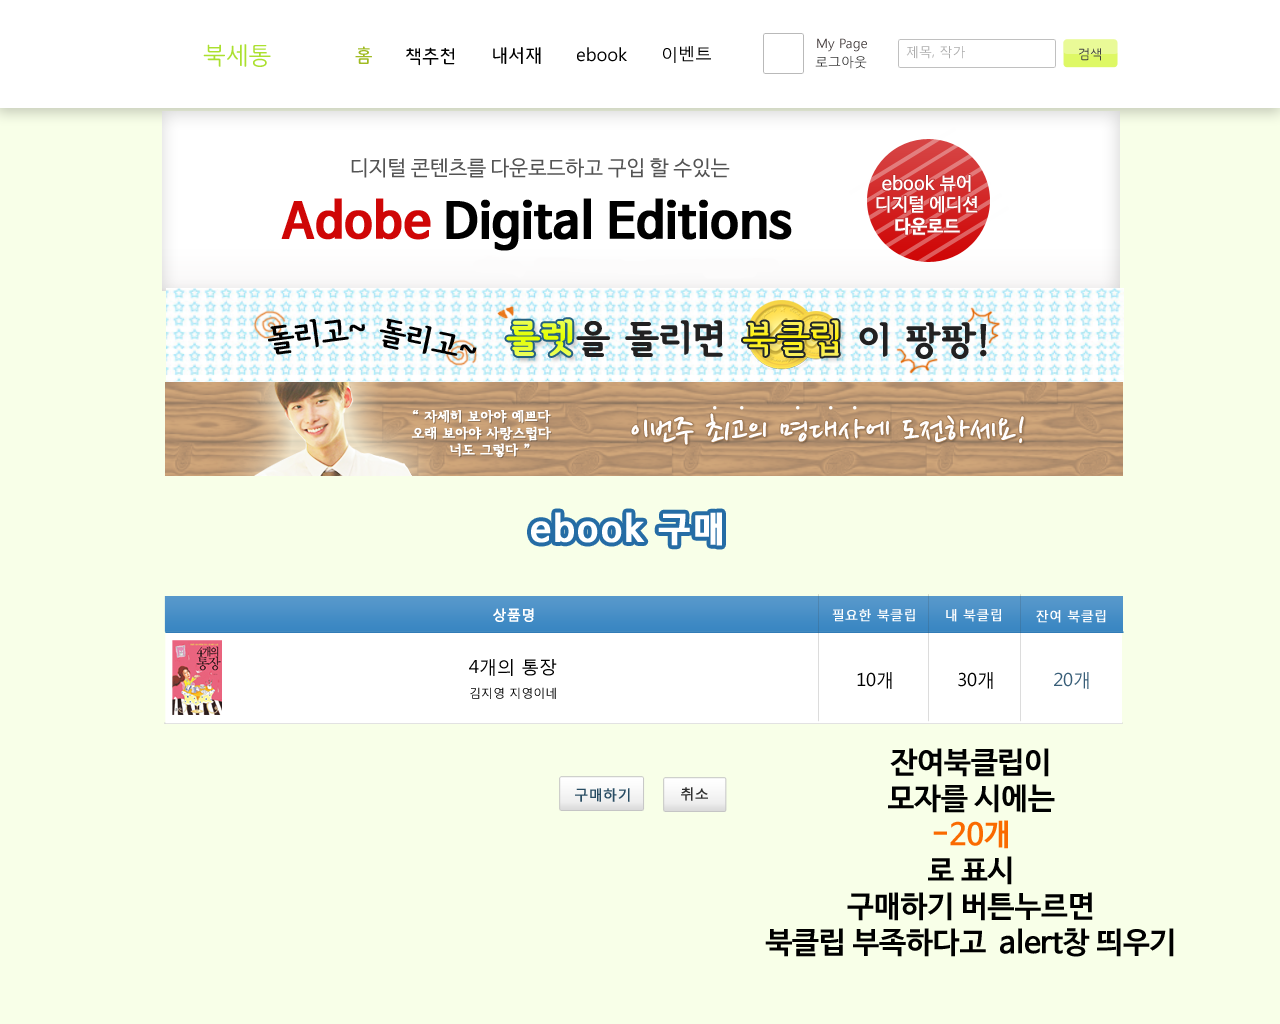 북세통
홈 책추천 내서재 ebook 이벤트
My Page
로그아웃
제목, 작가
검색
디지털 콘텐츠를 다운로드하고 구입 할 수있는
Adobe Digital Editions
ebook 뷰어
디지털 에디션
다운로드
돌리고~ 돌리고~ 룰렛을 돌리면 북클립 이 팡팡!
“ 자세히 보아야 예쁘다
오래 보아야 사랑스럽다
너도 그렇다 ”
이번주 최고의 명대사에 도전하세요!
ebook 구매
상품명 필요한 북클립 내 북클립 잔여 북클립
4개의
통장
4개의 통장
김지영 지영이네
10개 30개 20개
구매하기 취소
잔여북클립이
모자를 시에는
-20개
로 표시
구매하기 버튼누르면
북클립 부족하다고 alert창 띄우기